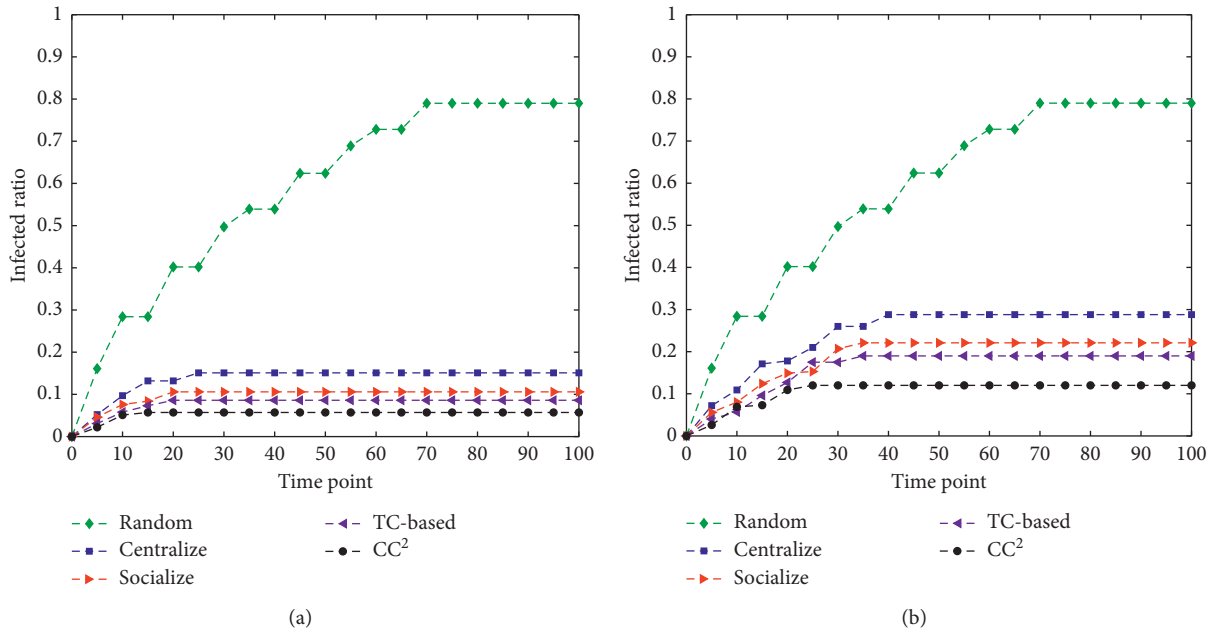 1
0.9
0.8
0.7
0.6
0.5
0.4
0.3
0.2
0.1
0
Infected ratio
0 10 20 30 40 50 60 70 80 90 100
Time point
Random
Centralize
Socialize
TC-based
CC²
(a)
1
0.9
0.8
0.7
0.6
0.5
0.4
0.3
0.2
0.1
0
Infected ratio
0 10 20 30 40 50 60 70 80 90 100
Time point
Random
Centralize
Socialize
TC-based
CC²
(b)